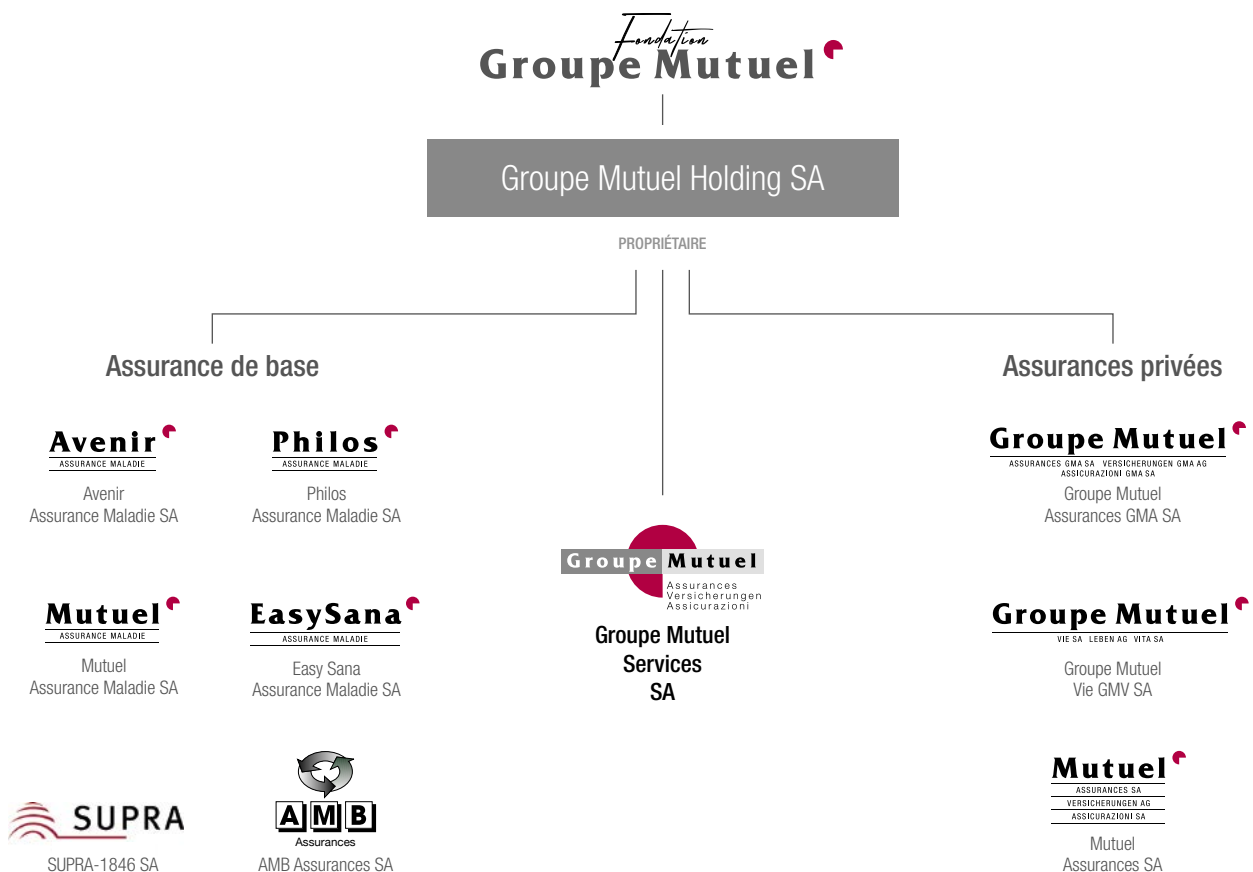 Fondation
Groupe Mutuel
Groupe Mutuel Holding SA
PROPRIÉTAIRE
Assurance de base
Avenir
ASSURANCE MALADIE
Avenir
Assurance Maladie SA
Philos
ASSURANCE MALADIE
Philos
Assurance Maladie SA
Mutuel
ASSURANCE MALADIE
Mutuel
Assurance Maladie SA
EasySana
ASSURANCE MALADIE
Easy Sana
Assurance Maladie SA
SUPRA
SUPRA-1846 SA
AMB
Assurances
AMB Assurances SA
Groupe Mutuel
Assurances
Versicherungen
Assicurazioni
Groupe Mutuel
Services
SA
Assurances privées
Groupe Mutuel
ASSURANCES GMA SA VERSICHERUNGEN GMA AG
ASSICURAZIONI GMA SA
Groupe Mutuel
Assurances GMA SA
Groupe Mutuel
VIE SA LEBEN AG VITA SA
Groupe Mutuel
Vie GMV SA
Mutuel
ASSURANCES SA
VERSICHERUNGEN AG
ASSICURAZIONI SA
Mutuel
Assurances SA